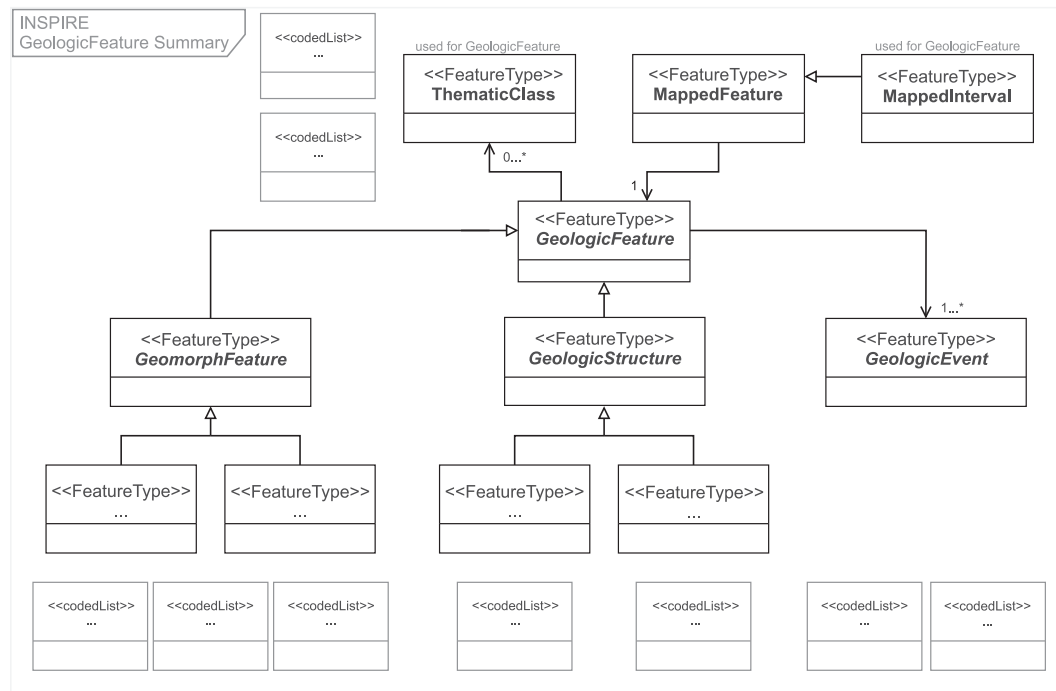 INSPIRE
GeologicFeature Summary
<<codedList>>
...
<<codedList>>
...
used for GeologicFeature
<<FeatureType>>
ThematicClass
<<FeatureType>>
MappedFeature
used for GeologicFeature
<<FeatureType>>
MappedInterval
0...*
1
<<FeatureType>>
GeologicFeature
1...*
<<FeatureType>>
GeomorphFeature
<<FeatureType>>
GeologicStructure
<<FeatureType>>
GeologicEvent
<<FeatureType>>
...
<<FeatureType>>
...
<<FeatureType>>
...
<<FeatureType>>
...
<<codedList>>
...
<<codedList>>
...
<<codedList>>
...
<<codedList>>
...
<<codedList>>
...
<<codedList>>
...
<<codedList>>
...